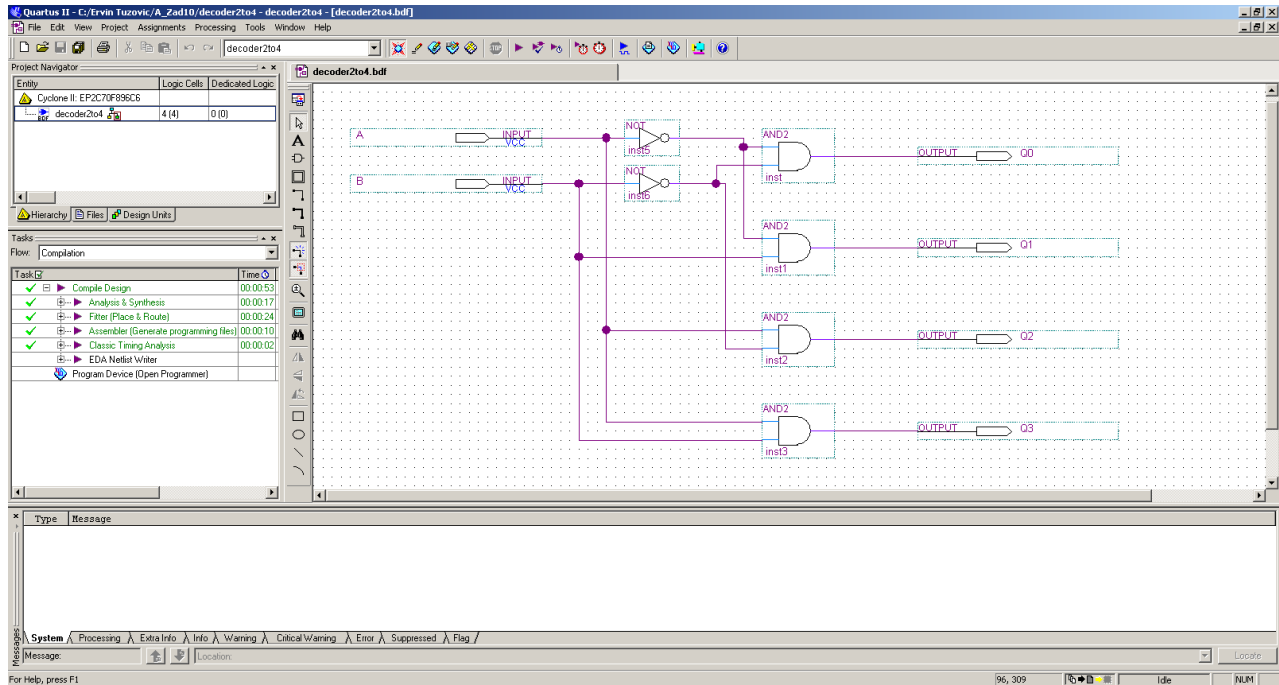 Quartus II - C:/Ervin Tuzovic/A_Zad10/decoder2to4 - decoder2to4 - [decoder2to4.bdf]
File Edit View Project Assignments Processing Tools Window Help
decoder2to4
Project Navigator
Entity Logic Cells Dedicated Logic
Cyclone II: EP2C70F896C6
decoder2to4 4 (4) 0 (0)
Hierarchy Files Design Units
Tasks
Flow: Compilation
Task Time
Compile Design 00:00:53
Analysis & Synthesis 00:00:17
Fitter (Place & Route) 00:00:24
Assembler (Generate programming files) 00:00:10
Classic Timing Analysis 00:00:02
EDA Netlist Writer
Program Device (Open Programmer)
decoder2to4.bdf
A INPUT VCC
NOT
inst5
AND2
inst
OUTPUT Q0
B INPUT VCC
NOT
inst6
AND2
inst1
OUTPUT Q1
AND2
inst2
OUTPUT Q2
AND2
inst3
OUTPUT Q3
Type Message
System Processing Extra Info Info Warning Critical Warning Error Suppressed Flag
Messages
Message: Location: Locate
For Help, press F1 96, 309 Idle NUM